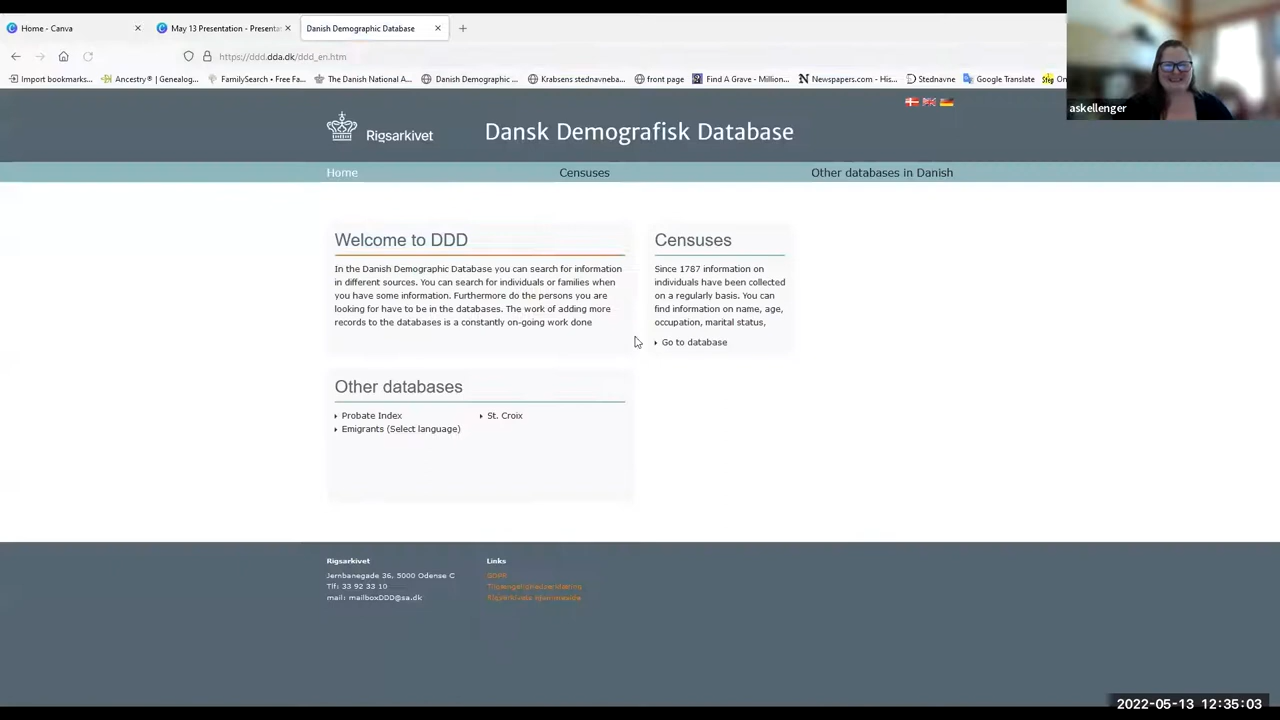 Home - Canva
May 13 Presentation - Presenta
Danish Demographic Database
https://ddd.dda.dk/ddd_en.htm
Import bookmarks...
Ancestry® | Genealog...
FamilySearch • Free Fa...
The Danish National A...
Danish Demographic ...
Krabsens stednavneba...
front page
Find A Grave - Million...
Newspapers.com - His...
Stednavne
Google Translate
askellenger
Rigsarkivet
Dansk Demografisk Database
Home
Censuses
Other databases in Danish
Welcome to DDD
In the Danish Demographic Database you can search for information
in different sources. You can search for individuals or families when
you have some information. Furthermore do the persons you are
looking for have to be in the databases. The work of adding more
records to the databases is a constantly on-going work done
Censuses
Since 1787 information on
individuals have been collected
on a regularly basis. You can
find information on name, age,
occupation, marital status,
Go to database
Other databases
Probate Index
St. Croix
Emigrants (Select language)
Rigsarkivet
Jernbanegade 36, 5000 Odense C
Tlf: 33 92 33 10
mail: mailboxDDD@sa.dk
Links
GDPR
Tilgængelighedserklæring
Rigsarkivets hjemmeside
2022-05-13 12:35:03